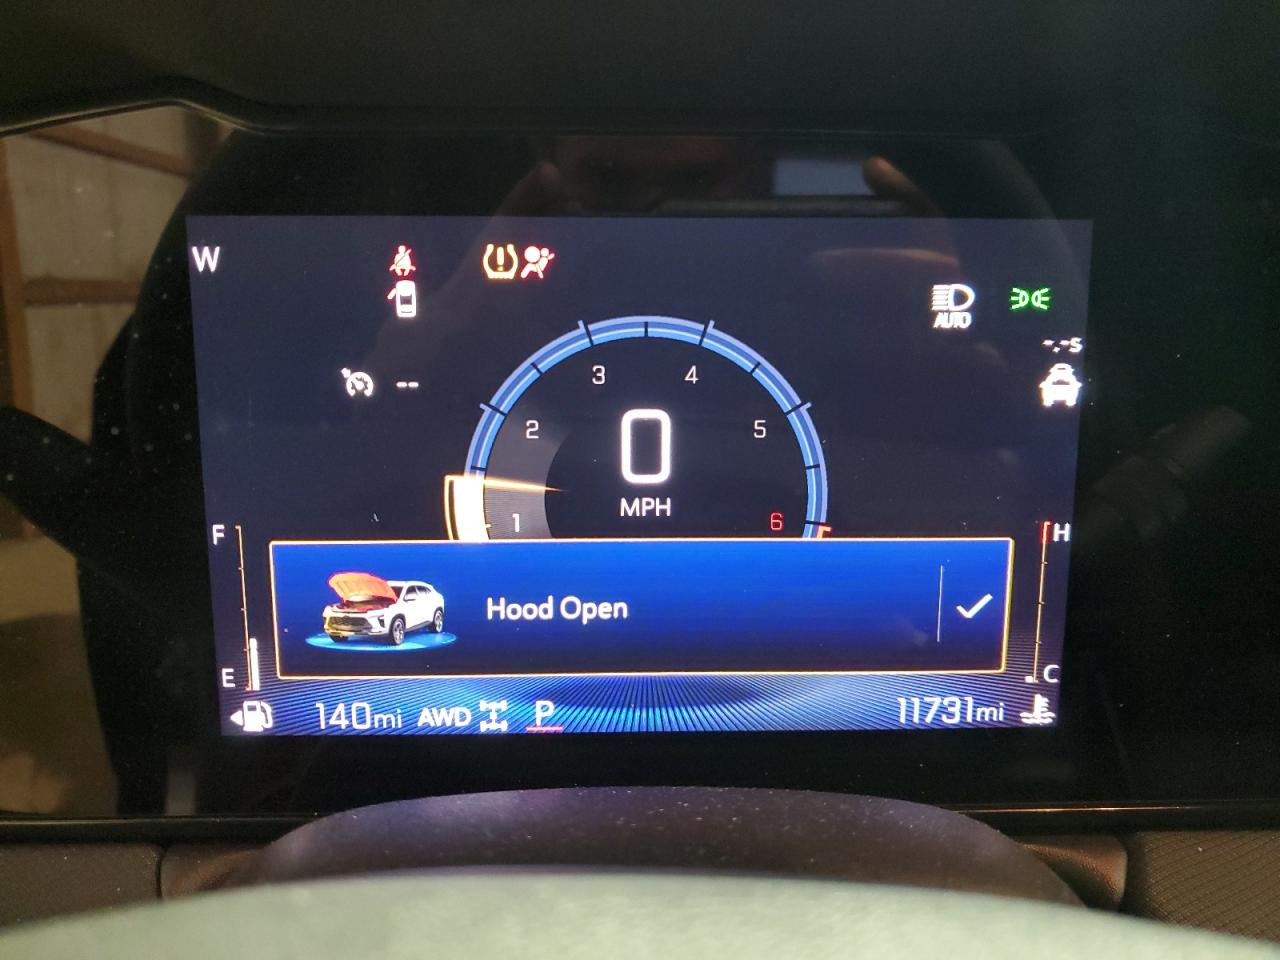 W
AUTO
-.-S
--
3 4
2 5
0
1 MPH 6
F H
Hood Open
E C
140mi AWD P 11731mi